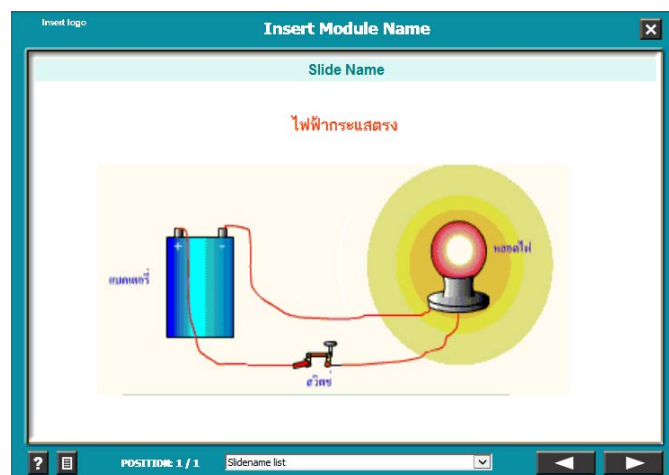 Insert logo
Insert Module Name
Slide Name
ไฟฟ้ากระแสตรง
+ -
แบตเตอรี่
หลอดไฟ
สวิตช์
?
POSITION: 1 / 1
Slidename list